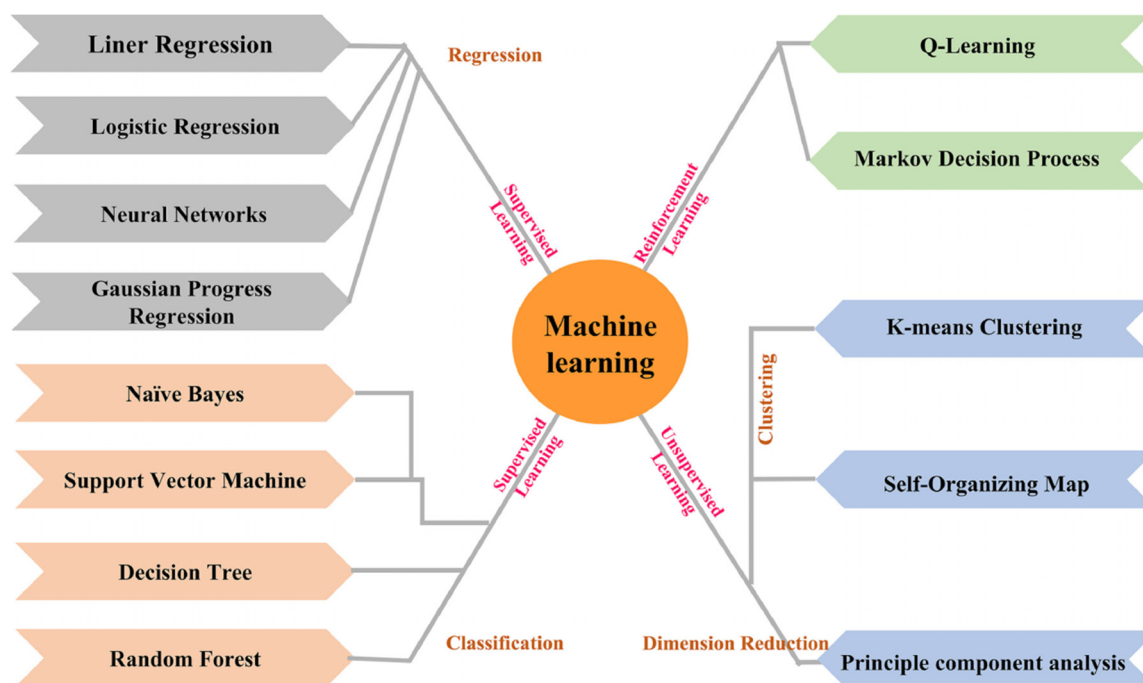 Liner Regression
Logistic Regression
Neural Networks
Gaussian Progress
Regression
Regression
Supervised
Learning
Naïve Bayes
Support Vector Machine
Decision Tree
Random Forest
Supervised
Learning
Classification
Machine
learning
Q-Learning
Markov Decision Process
Reinforcement
Learning
K-means Clustering
Self-Organizing Map
Clustering
Unsupervised
Learning
Dimension Reduction
Principle component analysis